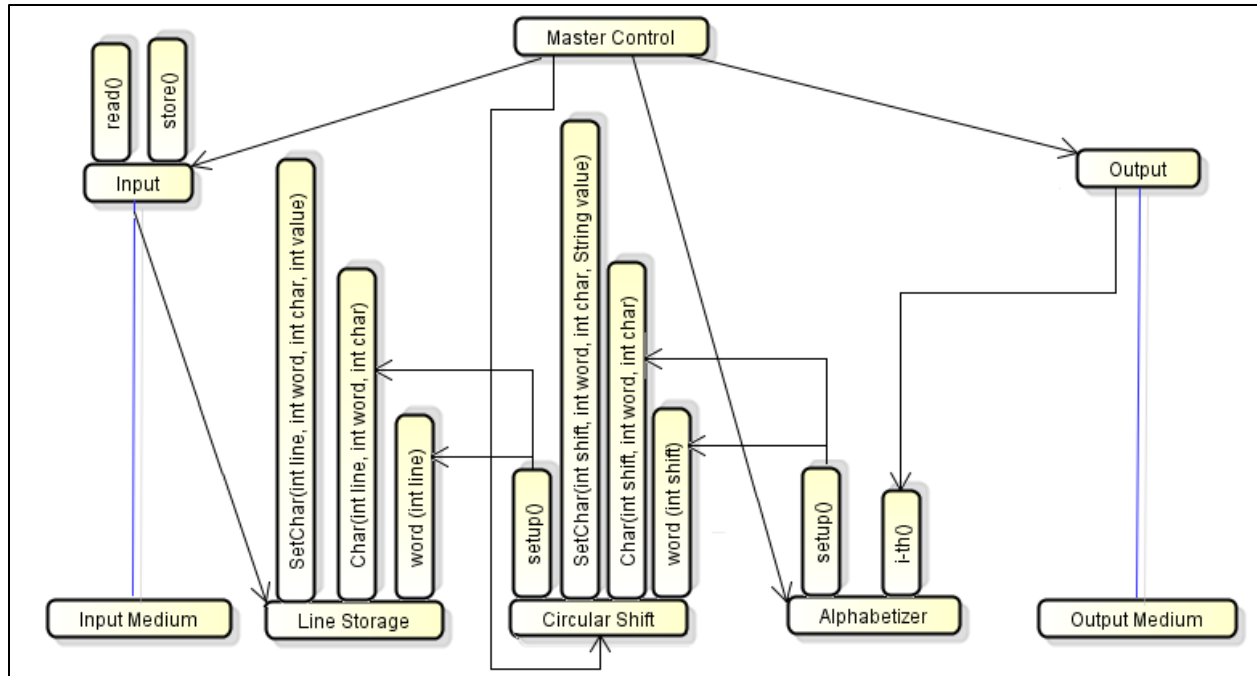 Master Control
read()
store()
Input
Output
SetChar(int line, int word, int char, int value)
Char(int line, int word, int char)
word (int line)
setup()
SetChar(int shift, int word, int char, String value)
Char(int shift, int word, int char)
word (int shift)
setup()
i-th()
Input Medium
Line Storage
Circular Shift
Alphabetizer
Output Medium